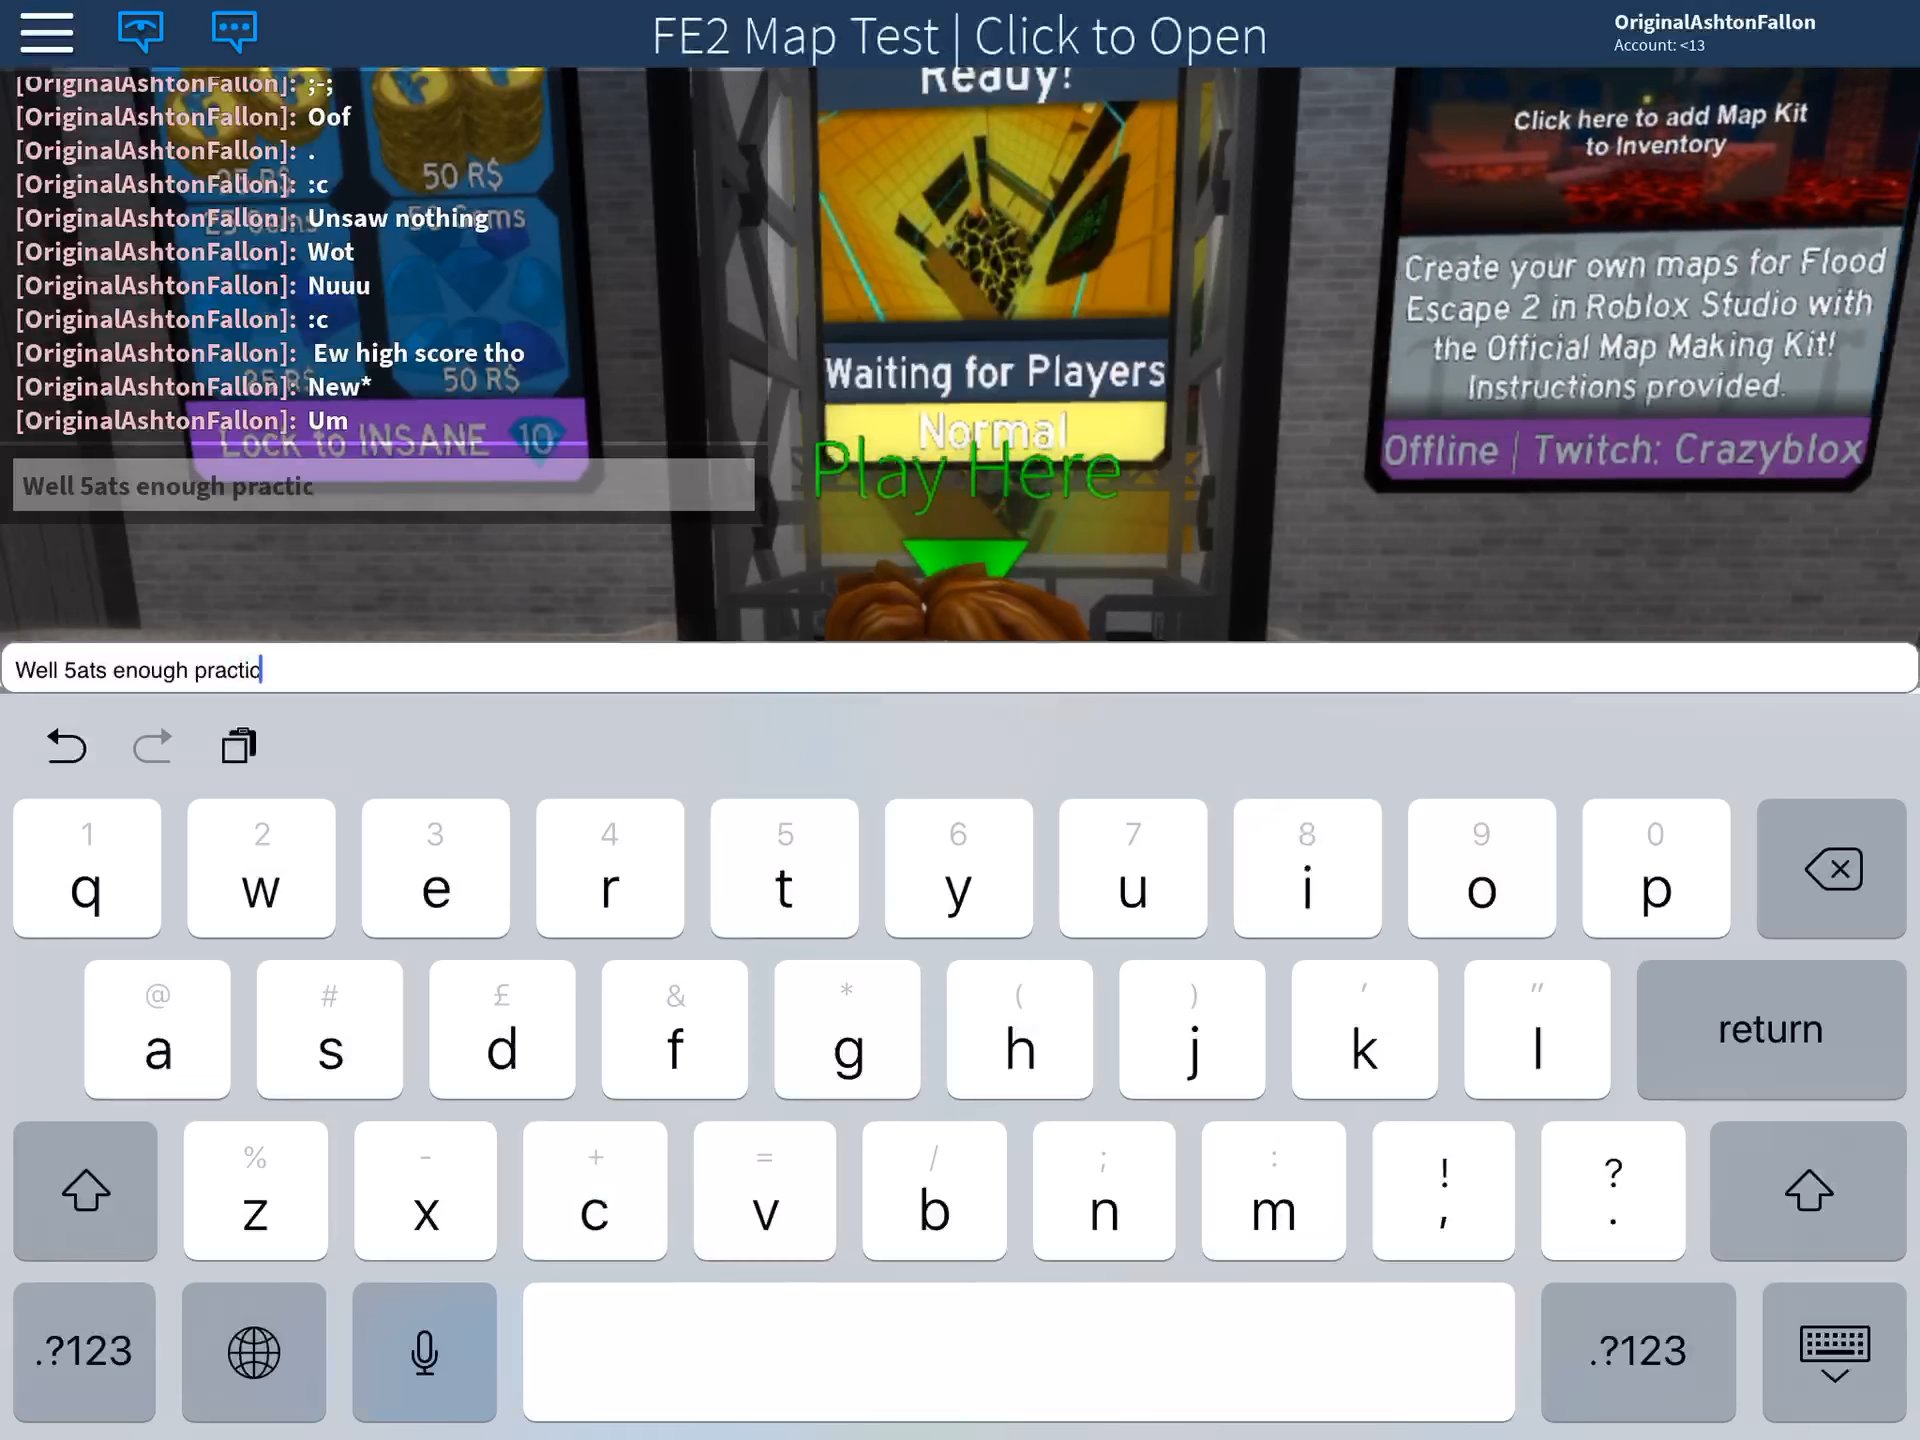 FE2 Map Test | Click to Open
OriginalAshtonFallon
Account: <13
[OriginalAshtonFallon]: ;-;
[OriginalAshtonFallon]: Oof
[OriginalAshtonFallon]: .
[OriginalAshtonFallon]: :c
[OriginalAshtonFallon]: Unsaw nothing
[OriginalAshtonFallon]: Wot
[OriginalAshtonFallon]: Nuuu
[OriginalAshtonFallon]: :c
[OriginalAshtonFallon]: Ew high score tho
[OriginalAshtonFallon]: New*
[OriginalAshtonFallon]: Um
50 R$
50 R$
Lock to INSANE 10
Well 5ats enough practic
Ready!
Waiting for Players
Normal
Play Here
Click here to add Map Kit
to Inventory
Create your own maps for Flood
Escape 2 in Roblox Studio with
the Official Map Making Kit!
Instructions provided.
Offline | Twitch: Crazyblox
Well 5ats enough practic
1 2 3 4 5 6 7 8 9 0
q w e r t y u i o p
@ # £ & * ( ) ' "
a s d f g h j k l return
% - + = / ; : ! ?
z x c v b n m , .
.?123 .?123